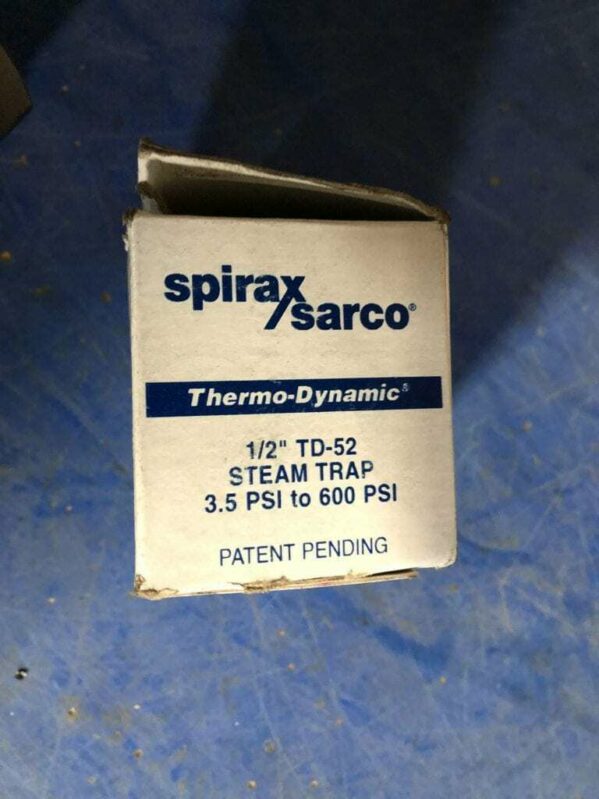 spirax
sarco®
Thermo-Dynamic®
1/2" TD-52
STEAM TRAP
3.5 PSI to 600 PSI
PATENT PENDING